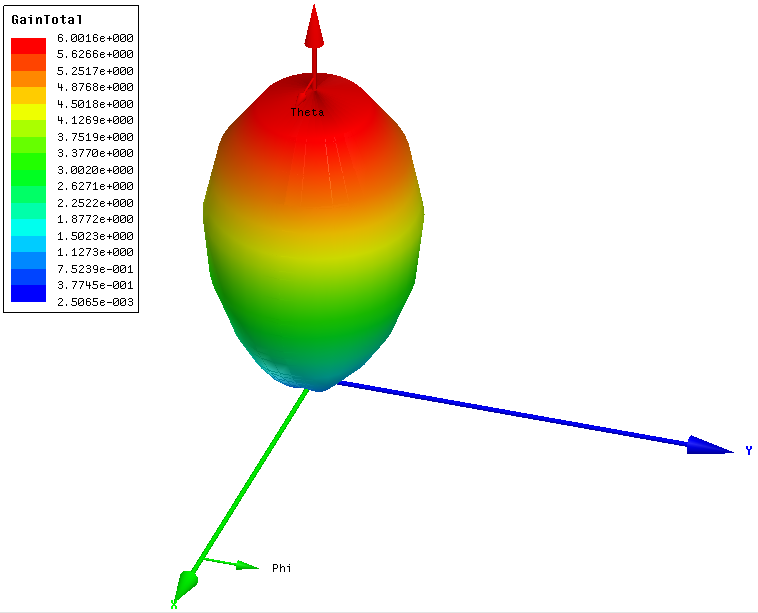 GainTotal
6.0016e+000
5.6266e+000
5.2517e+000
4.8768e+000
4.5018e+000
4.1269e+000
3.7519e+000
3.3770e+000
3.0020e+000
2.6271e+000
2.2522e+000
1.8772e+000
1.5023e+000
1.1273e+000
7.5239e-001
3.7745e-001
2.5065e-003
Theta
Y
Phi
X